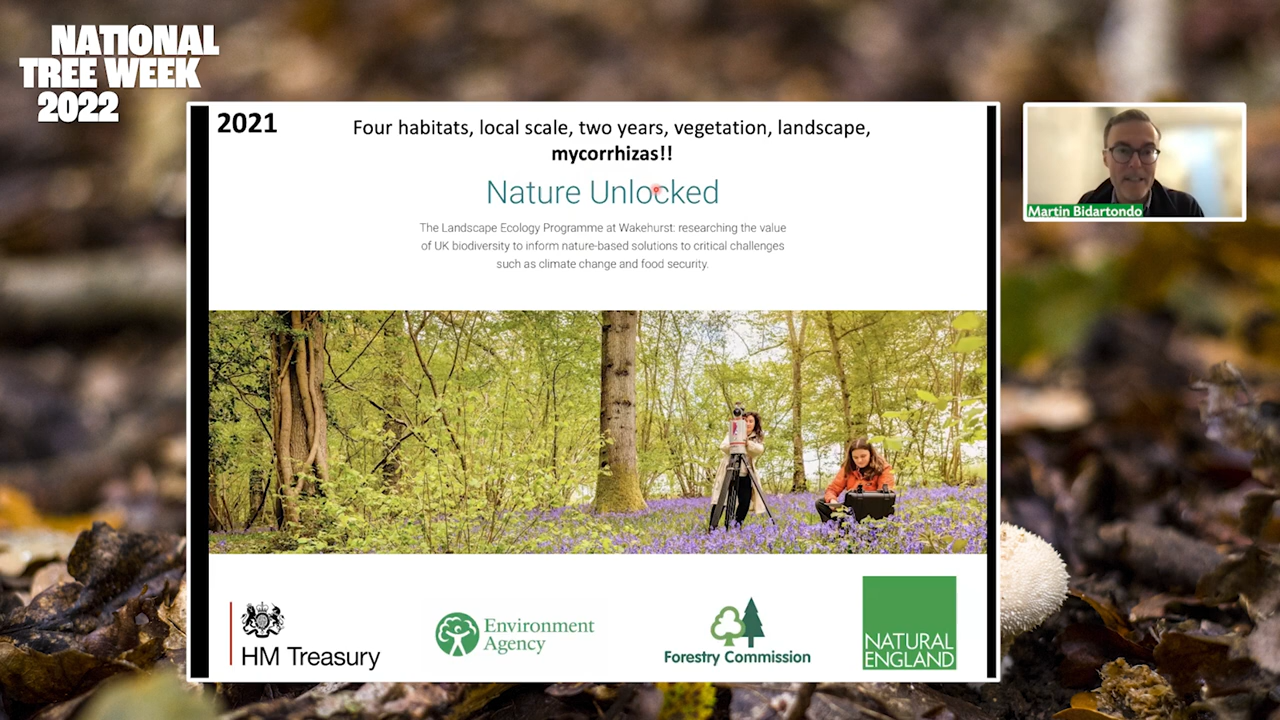 NATIONAL
TREE WEEK
2022
2021
Four habitats, local scale, two years, vegetation, landscape,
mycorrhizas!!
Nature Unlocked
The Landscape Ecology Programme at Wakehurst: researching the value
of UK biodiversity to inform nature-based solutions to critical challenges
such as climate change and food security.
Martin Bidartondo
HM Treasury
Environment
Agency
Forestry Commission
NATURAL
ENGLAND